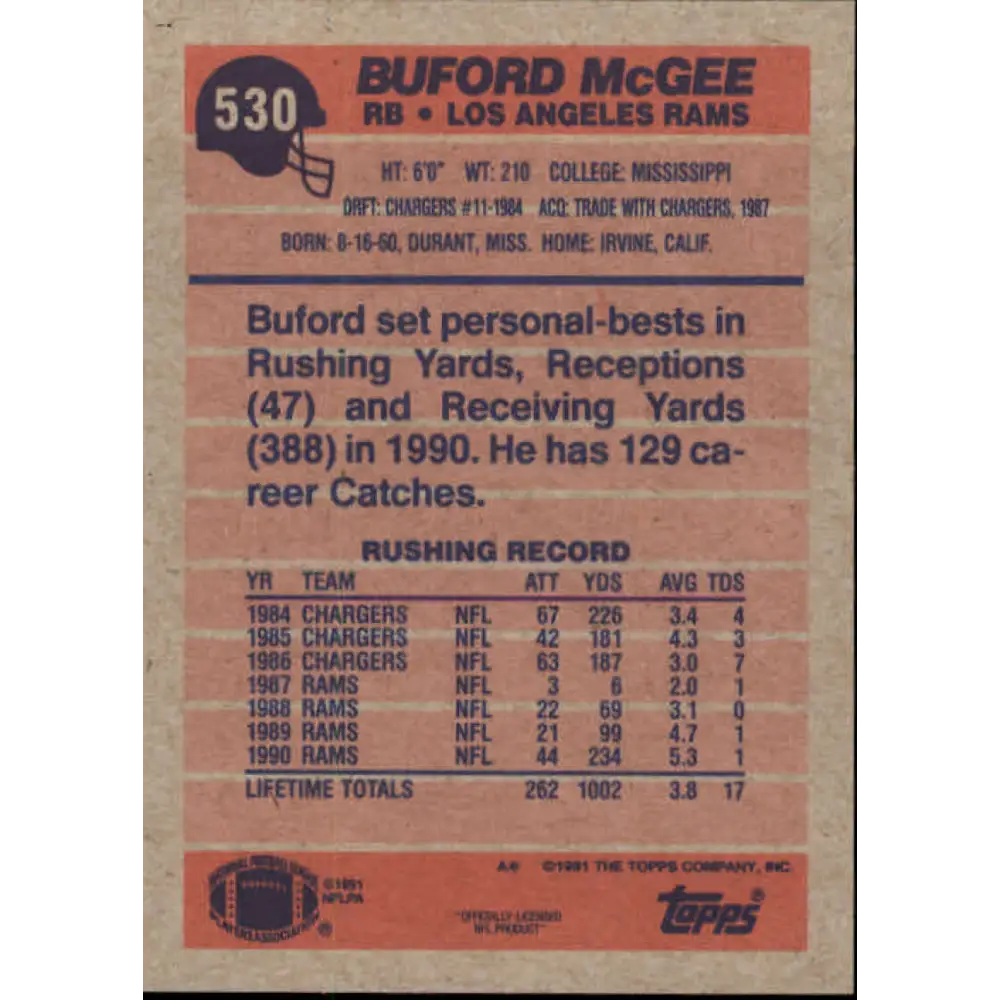 530
BUFORD McGEE
RB • LOS ANGELES RAMS
HT: 6'0" WT: 210 COLLEGE: MISSISSIPPI
DRFT: CHARGERS #11-1984 ACQ: TRADE WITH CHARGERS, 1987
BORN: 8-16-60, DURANT, MISS. HOME: IRVINE, CALIF.
Buford set personal-bests in
Rushing Yards, Receptions
(47) and Receiving Yards
(388) in 1990. He has 129 ca-
reer Catches.
RUSHING RECORD
YR TEAM ATT YDS AVG TDS
1984 CHARGERS NFL 67 226 3.4 4
1985 CHARGERS NFL 42 181 4.3 3
1986 CHARGERS NFL 63 187 3.0 7
1987 RAMS NFL 3 6 2.0 1
1988 RAMS NFL 22 69 3.1 0
1989 RAMS NFL 21 99 4.7 1
1990 RAMS NFL 44 234 5.3 1
LIFETIME TOTALS 262 1002 3.8 17
©1991 THE TOPPS COMPANY, INC.
NATIONAL FOOTBALL LEAGUE
PLAYERS ASSOCIATION ®
©1991
NFLPA
"OFFICIALLY LICENSED
NFL PRODUCT"
topps®